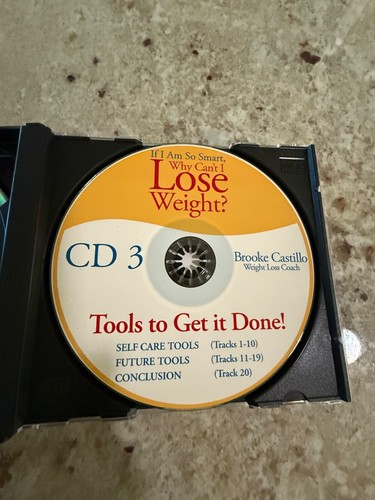 If I Am So Smart,
Why Can't I
Lose
Weight?
CD 3
Brooke Castillo
Weight Loss Coach
Tools to Get it Done!
SELF CARE TOOLS (Tracks 1-10)
FUTURE TOOLS (Tracks 11-19)
CONCLUSION (Track 20)